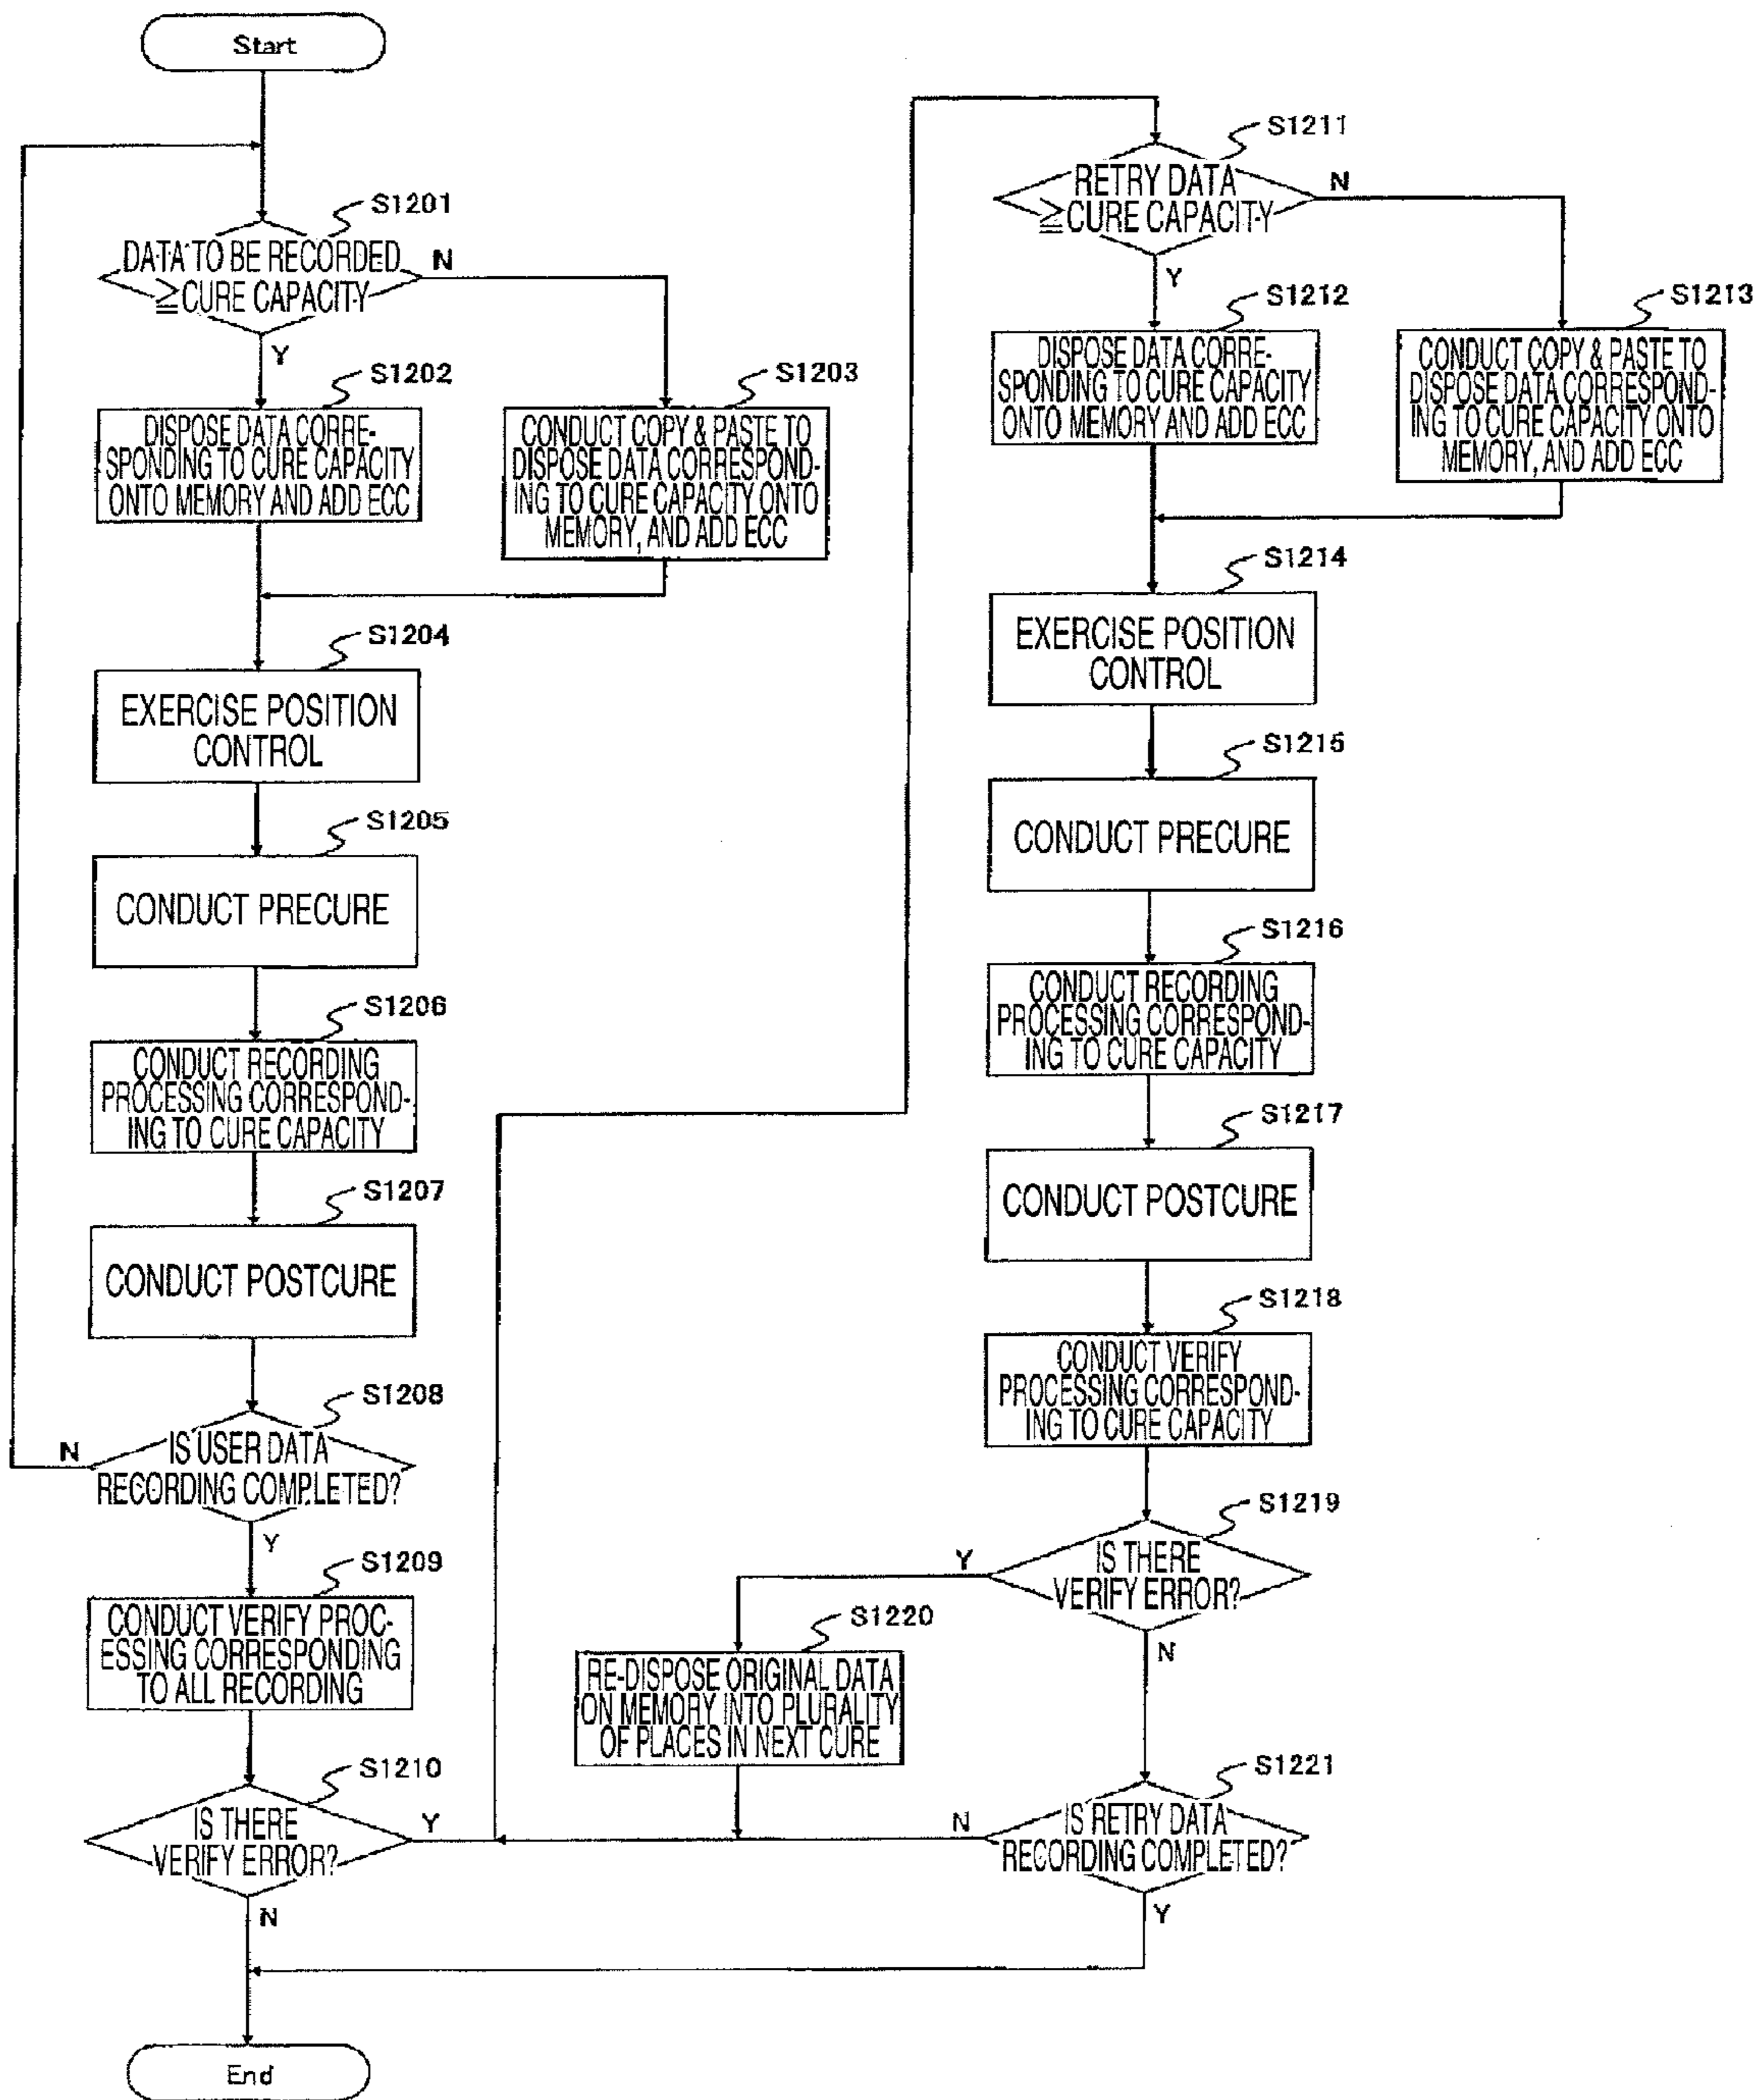 Start
S1201
DATA TO BE RECORDED
≧CURE CAPACITY
N
Y
S1202
DISPOSE DATA CORRE-
SPONDING TO CURE CAPACITY
ONTO MEMORY AND ADD ECC
S1203
CONDUCT COPY & PASTE TO
DISPOSE DATA CORRESPOND-
ING TO CURE CAPACITY ONTO
MEMORY, AND ADD ECC
S1204
EXERCISE POSITION
CONTROL
S1205
CONDUCT PRECURE
S1206
CONDUCT RECORDING
PROCESSING CORRESPOND-
ING TO CURE CAPACITY
S1207
CONDUCT POSTCURE
S1208
IS USER DATA
RECORDING COMPLETED?
N
Y
S1209
CONDUCT VERIFY PROC-
ESSING CORRESPONDING
TO ALL RECORDING
S1210
IS THERE
VERIFY ERROR?
Y
N
End
S1211
RETRY DATA
≧CURE CAPACITY
N
Y
S1212
DISPOSE DATA CORRE-
SPONDING TO CURE CAPACITY
ONTO MEMORY AND ADD ECC
S1213
CONDUCT COPY & PASTE TO
DISPOSE DATA CORRESPOND-
ING TO CURE CAPACITY ONTO
MEMORY, AND ADD ECC
S1214
EXERCISE POSITION
CONTROL
S1215
CONDUCT PRECURE
S1216
CONDUCT RECORDING
PROCESSING CORRESPOND-
ING TO CURE CAPACITY
S1217
CONDUCT POSTCURE
S1218
CONDUCT VERIFY
PROCESSING CORRESPOND-
ING TO CURE CAPACITY
S1219
IS THERE
VERIFY ERROR?
Y
N
S1220
RE-DISPOSE ORIGINAL DATA
ON MEMORY INTO PLURALITY
OF PLACES IN NEXT CURE
S1221
IS RETRY DATA
RECORDING COMPLETED?
N
Y